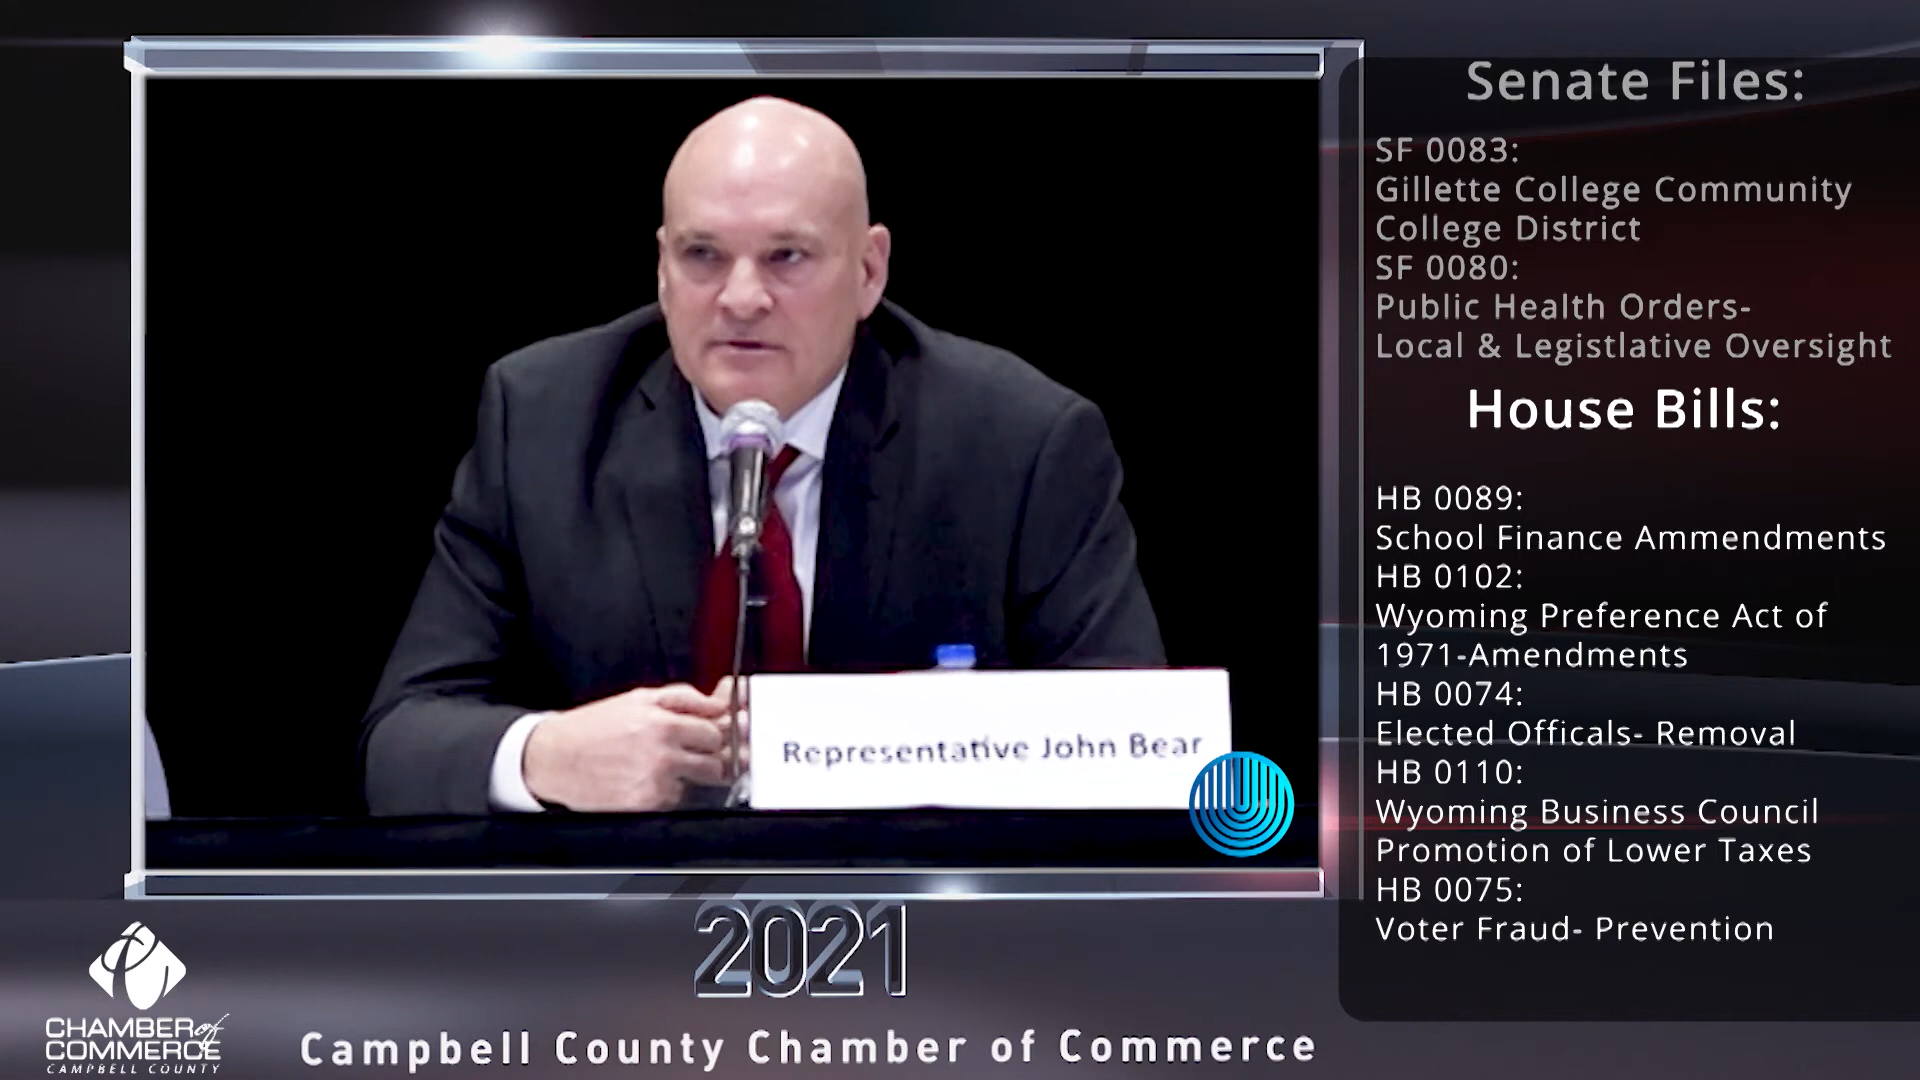 Senate Files:
SF 0083:
Gillette College Community
College District
SF 0080:
Public Health Orders-
Local & Legistlative Oversight
House Bills:
HB 0089:
School Finance Ammendments
HB 0102:
Wyoming Preference Act of
1971-Amendments
HB 0074:
Elected Officals- Removal
HB 0110:
Wyoming Business Council
Promotion of Lower Taxes
HB 0075:
Voter Fraud- Prevention
Representative John Bear
2021
Campbell County Chamber of Commerce
CHAMBER of
COMMERCE
CAMPBELL COUNTY